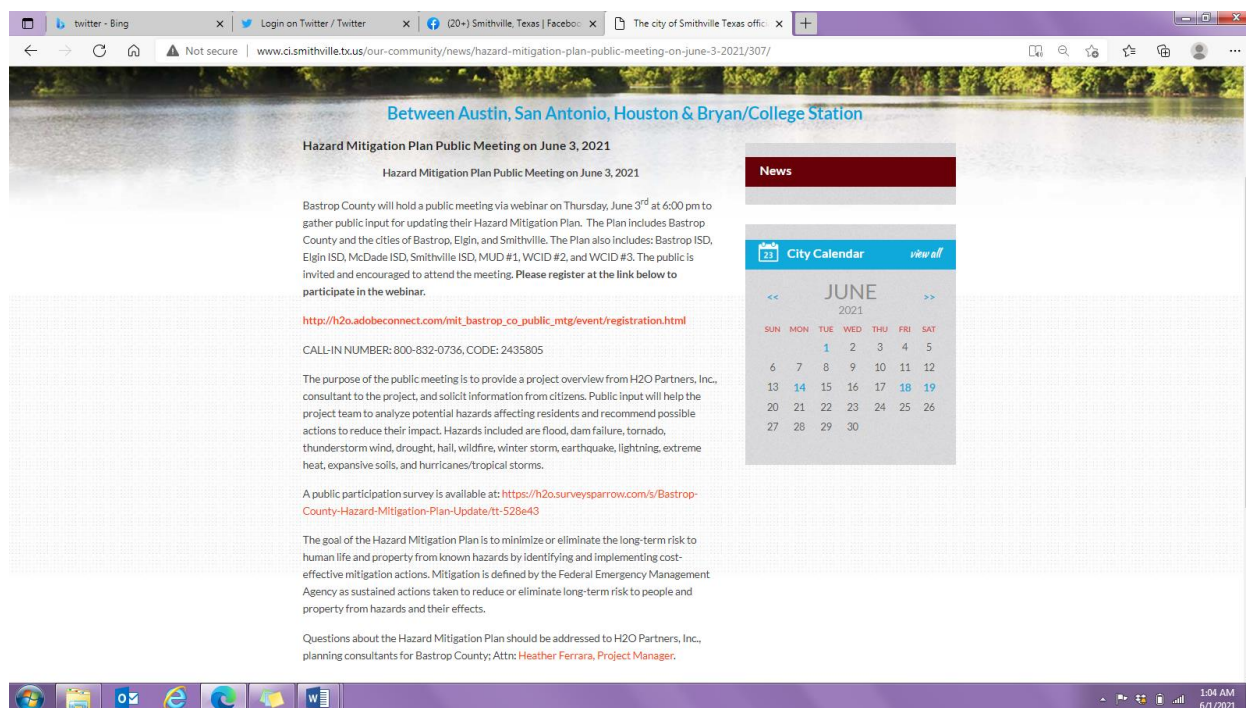 twitter - Bing
Login on Twitter / Twitter
(20+) Smithville, Texas | Faceboo
The city of Smithville Texas offic
Not secure | www.ci.smithville.tx.us/our-community/news/hazard-mitigation-plan-public-meeting-on-june-3-2021/307/
Between Austin, San Antonio, Houston & Bryan/College Station
Hazard Mitigation Plan Public Meeting on June 3, 2021
Hazard Mitigation Plan Public Meeting on June 3, 2021
Bastrop County will hold a public meeting via webinar on Thursday, June 3rd at 6:00 pm to
gather public input for updating their Hazard Mitigation Plan. The Plan includes Bastrop
County and the cities of Bastrop, Elgin, and Smithville. The Plan also includes: Bastrop ISD,
Elgin ISD, McDade ISD, Smithville ISD, MUD #1, WCID #2, and WCID #3. The public is
invited and encouraged to attend the meeting. Please register at the link below to
participate in the webinar.
http://h2o.adobeconnect.com/mit_bastrop_co_public_mtg/event/registration.html
CALL-IN NUMBER: 800-832-0736, CODE: 2435805
The purpose of the public meeting is to provide a project overview from H2O Partners, Inc.,
consultant to the project, and solicit information from citizens. Public input will help the
project team to analyze potential hazards affecting residents and recommend possible
actions to reduce their impact. Hazards included are flood, dam failure, tornado,
thunderstorm wind, drought, hail, wildfire, winter storm, earthquake, lightning, extreme
heat, expansive soils, and hurricanes/tropical storms.
A public participation survey is available at: https://h2o.surveysparrow.com/s/Bastrop-
County-Hazard-Mitigation-Plan-Update/tt-528e43
The goal of the Hazard Mitigation Plan is to minimize or eliminate the long-term risk to
human life and property from known hazards by identifying and implementing cost-
effective mitigation actions. Mitigation is defined by the Federal Emergency Management
Agency as sustained actions taken to reduce or eliminate long-term risk to people and
property from hazards and their effects.
Questions about the Hazard Mitigation Plan should be addressed to H2O Partners, Inc.,
planning consultants for Bastrop County; Attn: Heather Ferrara, Project Manager.
News
23 City Calendar view all
<< JUNE >>
2021
SUN MON TUE WED THU FRI SAT
1 2 3 4 5
6 7 8 9 10 11 12
13 14 15 16 17 18 19
20 21 22 23 24 25 26
27 28 29 30
1:04 AM
6/1/2021